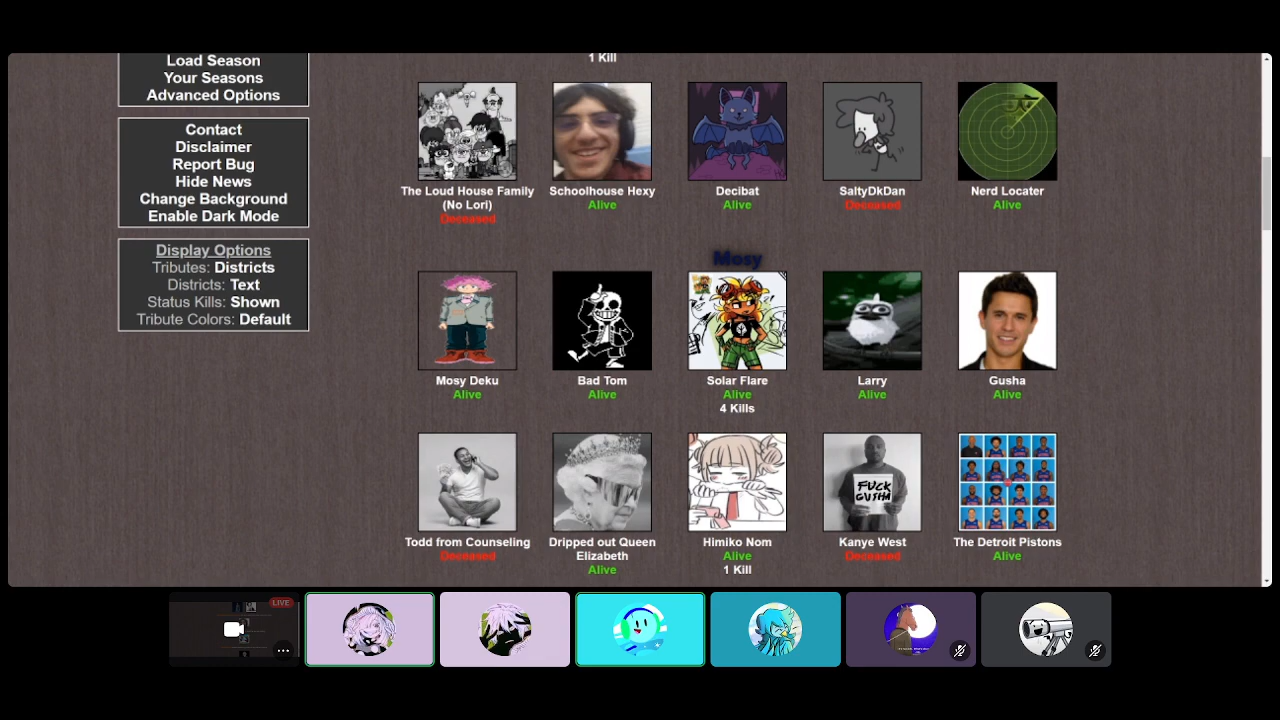 Load Season
Your Seasons
Advanced Options
Contact
Disclaimer
Report Bug
Hide News
Change Background
Enable Dark Mode
Display Options
Tributes: Districts
Districts: Text
Status Kills: Shown
Tribute Colors: Default
1 Kill
The Loud House Family
(No Lori)
Deceased
Schoolhouse Hexy
Alive
Decibat
Alive
SaltyDkDan
Deceased
Nerd Locater
Alive
Mosy
Mosy Deku
Alive
Bad Tom
Alive
Solar Flare
Alive
4 Kills
Larry
Alive
Gusha
Alive
FUCK
GUSHA
Todd from Counseling
Deceased
Dripped out Queen
Elizabeth
Alive
Himiko Nom
Alive
1 Kill
Kanye West
Deceased
The Detroit Pistons
Alive
LIVE